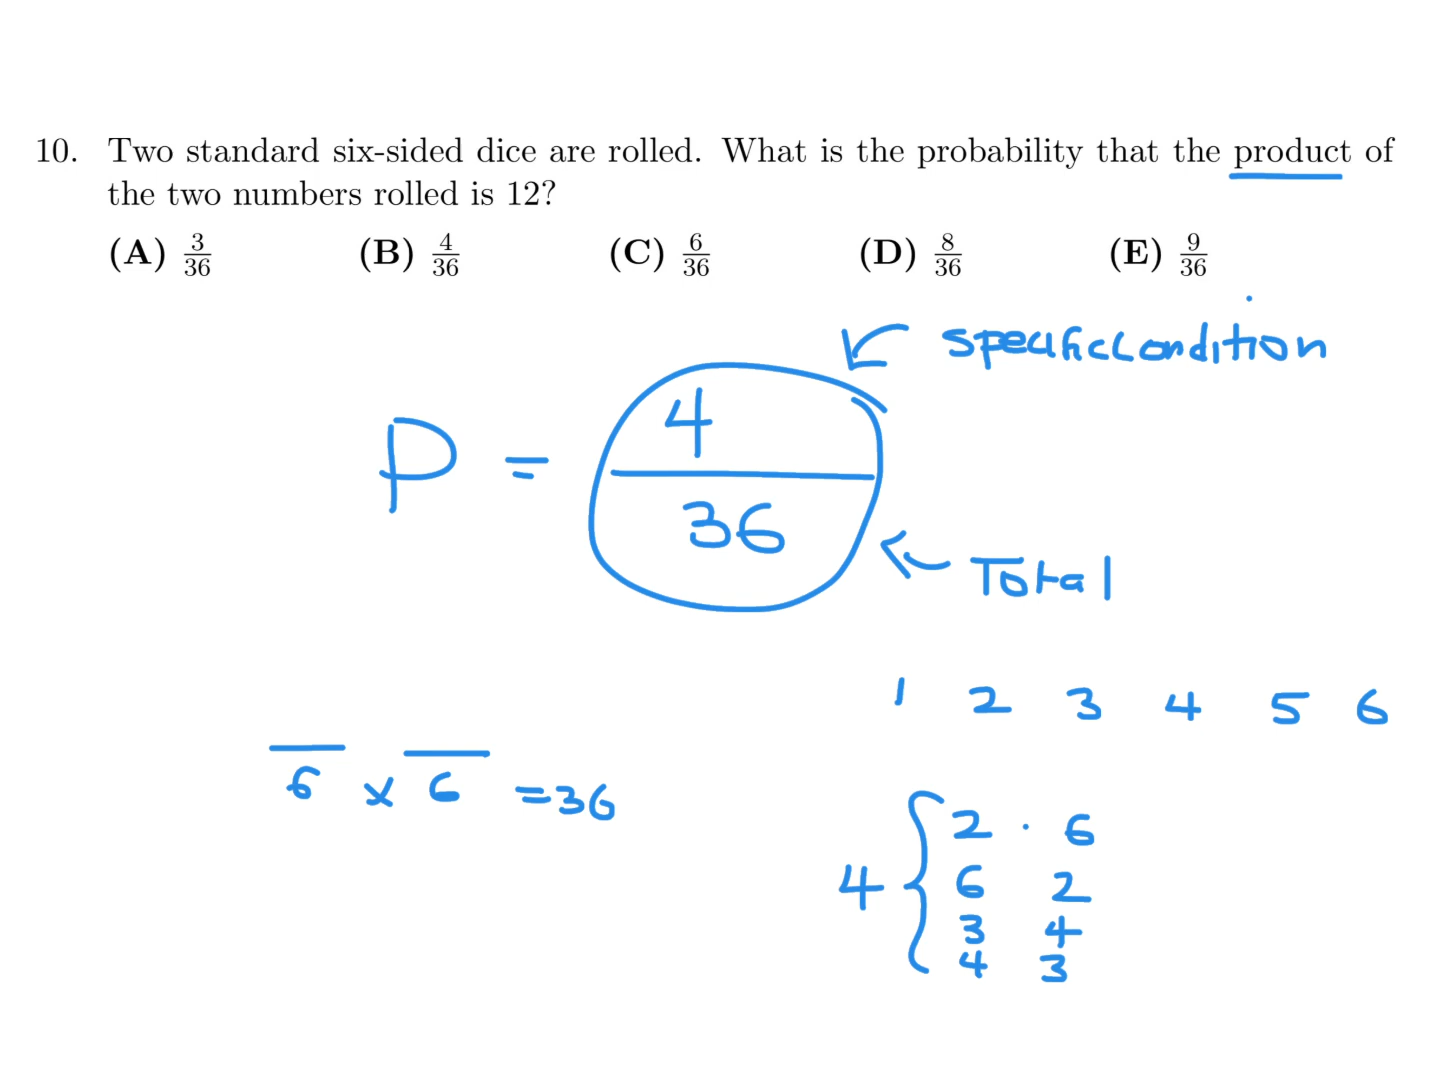 10. Two standard six-sided dice are rolled. What is the probability that the product of
the two numbers rolled is 12?
(A) 3/36 (B) 4/36 (C) 6/36 (D) 8/36 (E) 9/36
specific condition
P = 4/36
Total
1 2 3 4 5 6
6 x 6 = 36
2 · 6
4 { 6 2
3 4
4 3